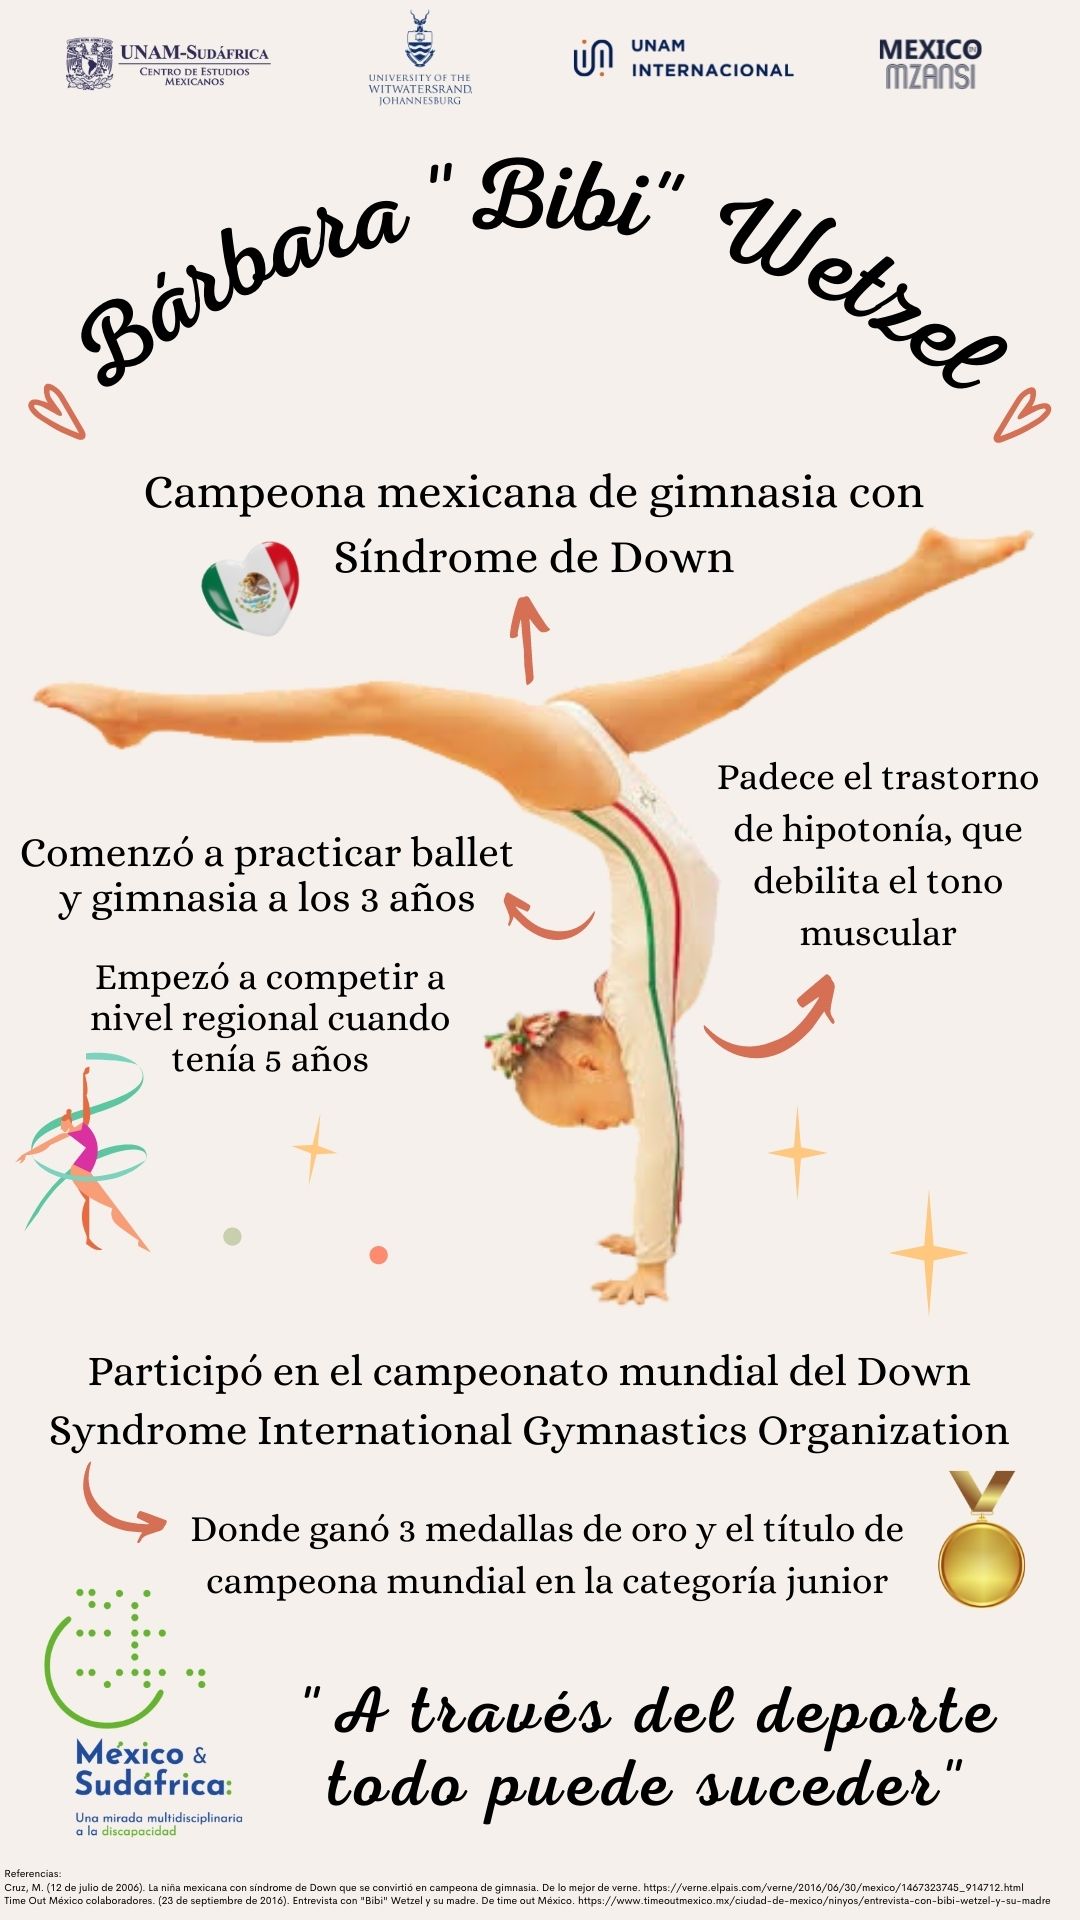 UNAM-SUDÁFRICA
CENTRO DE ESTUDIOS
MEXICANOS
UNIVERSITY OF THE
WITWATERSRAND,
JOHANNESBURG
UNAM
INTERNACIONAL
MEXICO
IN
MZANSI
Bárbara "Bibi" Wetzel
Campeona mexicana de gimnasia con
Síndrome de Down
Padece el trastorno
de hipotonía, que
debilita el tono
muscular
Comenzó a practicar ballet
y gimnasia a los 3 años
Empezó a competir a
nivel regional cuando
tenía 5 años
Participó en el campeonato mundial del Down
Syndrome International Gymnastics Organization
Donde ganó 3 medallas de oro y el título de
campeona mundial en la categoría junior
"A través del deporte
todo puede suceder"
México &
Sudáfrica:
Una mirada multidisciplinaria
a la discapacidad
Referencias:
Cruz, M. (12 de julio de 2006). La niña mexicana con síndrome de Down que se convirtió en campeona de gimnasia. De lo mejor de verne. https://verne.elpais.com/verne/2016/06/30/mexico/1467323745_914712.html
Time Out México colaboradores. (23 de septiembre de 2016). Entrevista con "Bibi" Wetzel y su madre. De time out México. https://www.timeoutmexico.mx/ciudad-de-mexico/ninyos/entrevista-con-bibi-wetzel-y-su-madre